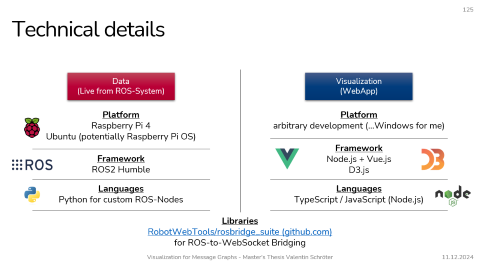 125
Technical details
Data
(Live from ROS-System)
Platform
Raspberry Pi 4
Ubuntu (potentially Raspberry Pi OS)
ROS
Framework
ROS2 Humble
Languages
Python for custom ROS-Nodes
Visualization
(WebApp)
Platform
arbitrary development (...Windows for me)
Framework
Node.js + Vue.js
D3.js
Languages
TypeScript / JavaScript (Node.js)
node
JS
Libraries
RobotWebTools/rosbridge_suite (github.com)
for ROS-to-WebSocket Bridging
Visualization for Message Graphs - Master's Thesis Valentin Schröter
11.12.2024